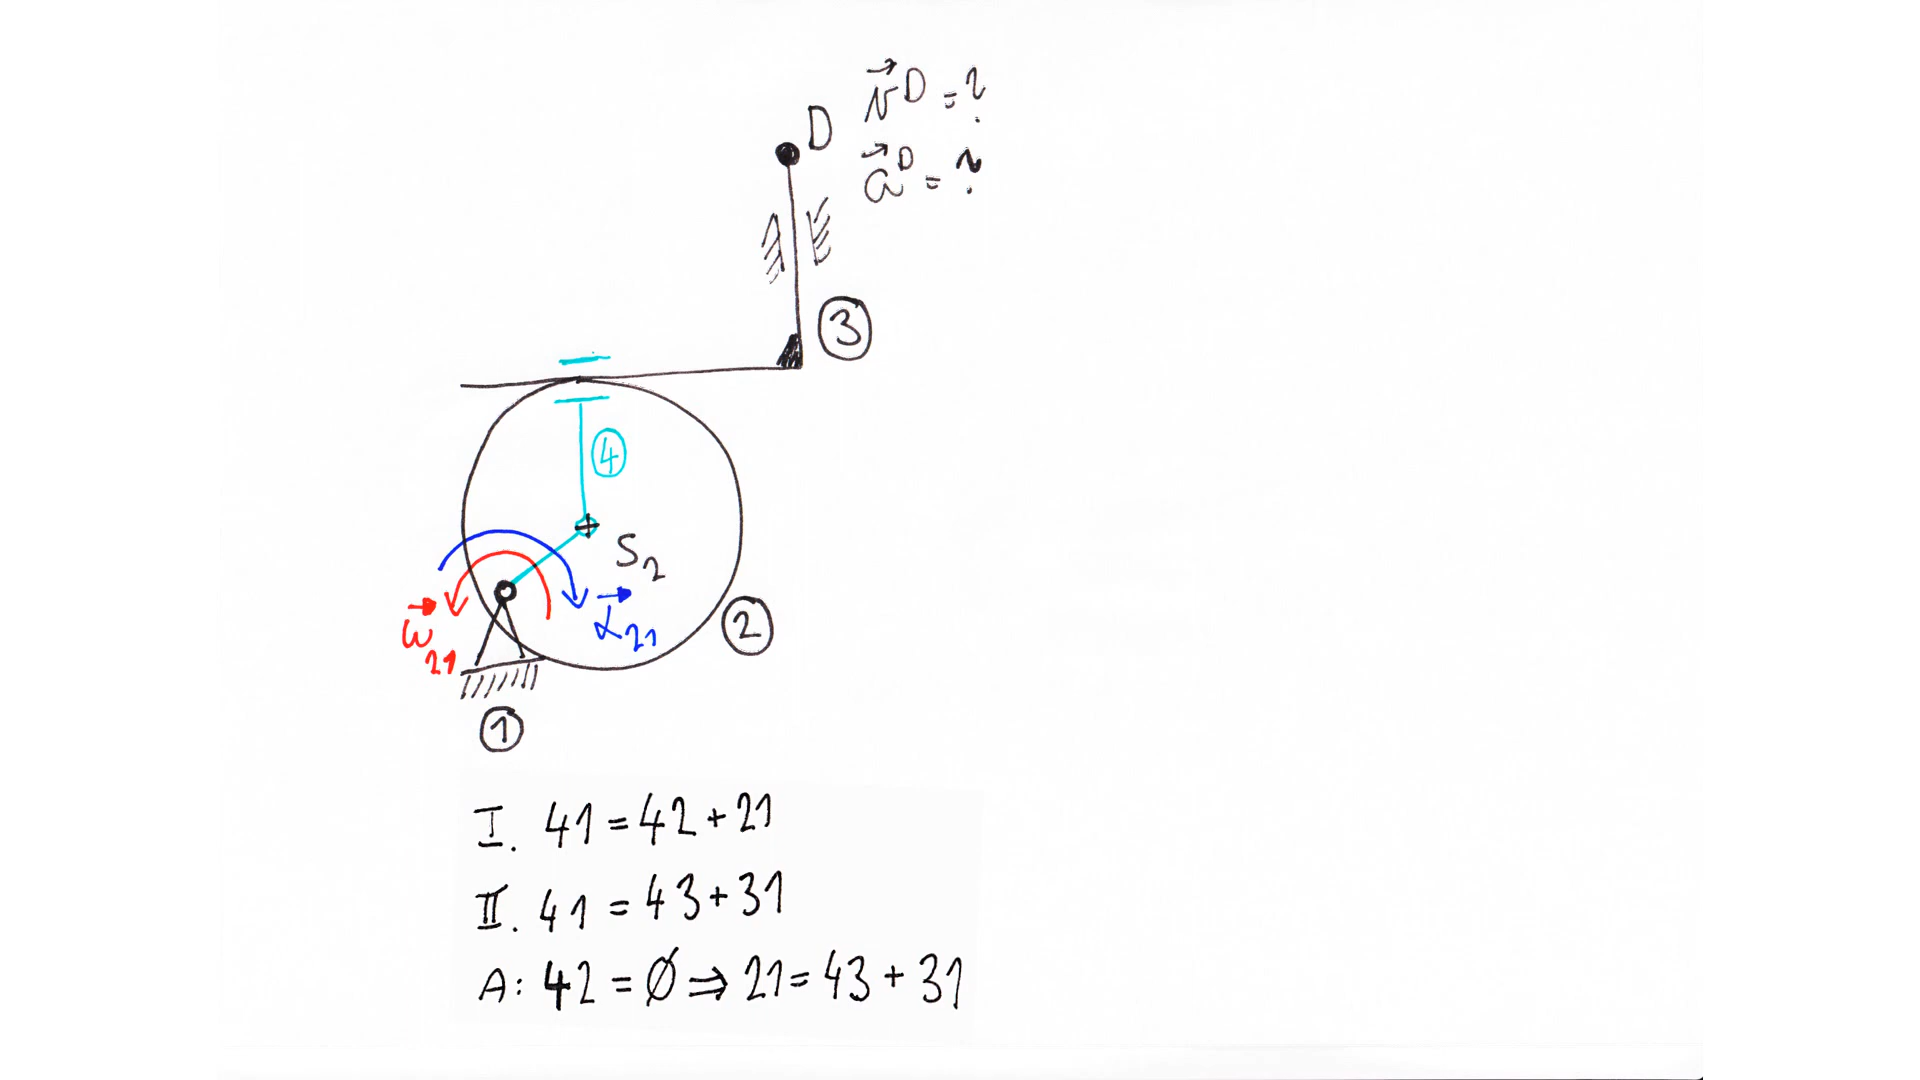 D
v⃗ᴰ = ?
a⃗ᴰ = ?
3
4
S₂
ω⃗₂₁
α⃗₂₁
2
1
I. 41 = 42 + 21
II. 41 = 43 + 31
A: 42 = Ø ⇒ 21 = 43 + 31